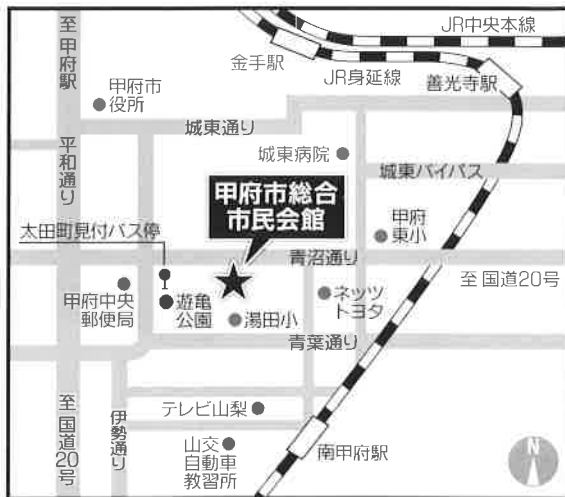 至甲府駅
JR中央本線
金手駅
JR身延線
善光寺駅
甲府市
役所
城東通り
平和通り
城東病院
城東バイパス
甲府市総合
市民会館
甲府
東小
太田町見付バス停
青沼通り
至国道20号
甲府中央
郵便局
遊亀
公園
湯田小
ネッツ
トヨタ
青葉通り
至国道20号
伊勢通り
テレビ山梨
山交
自動車
教習所
南甲府駅
N